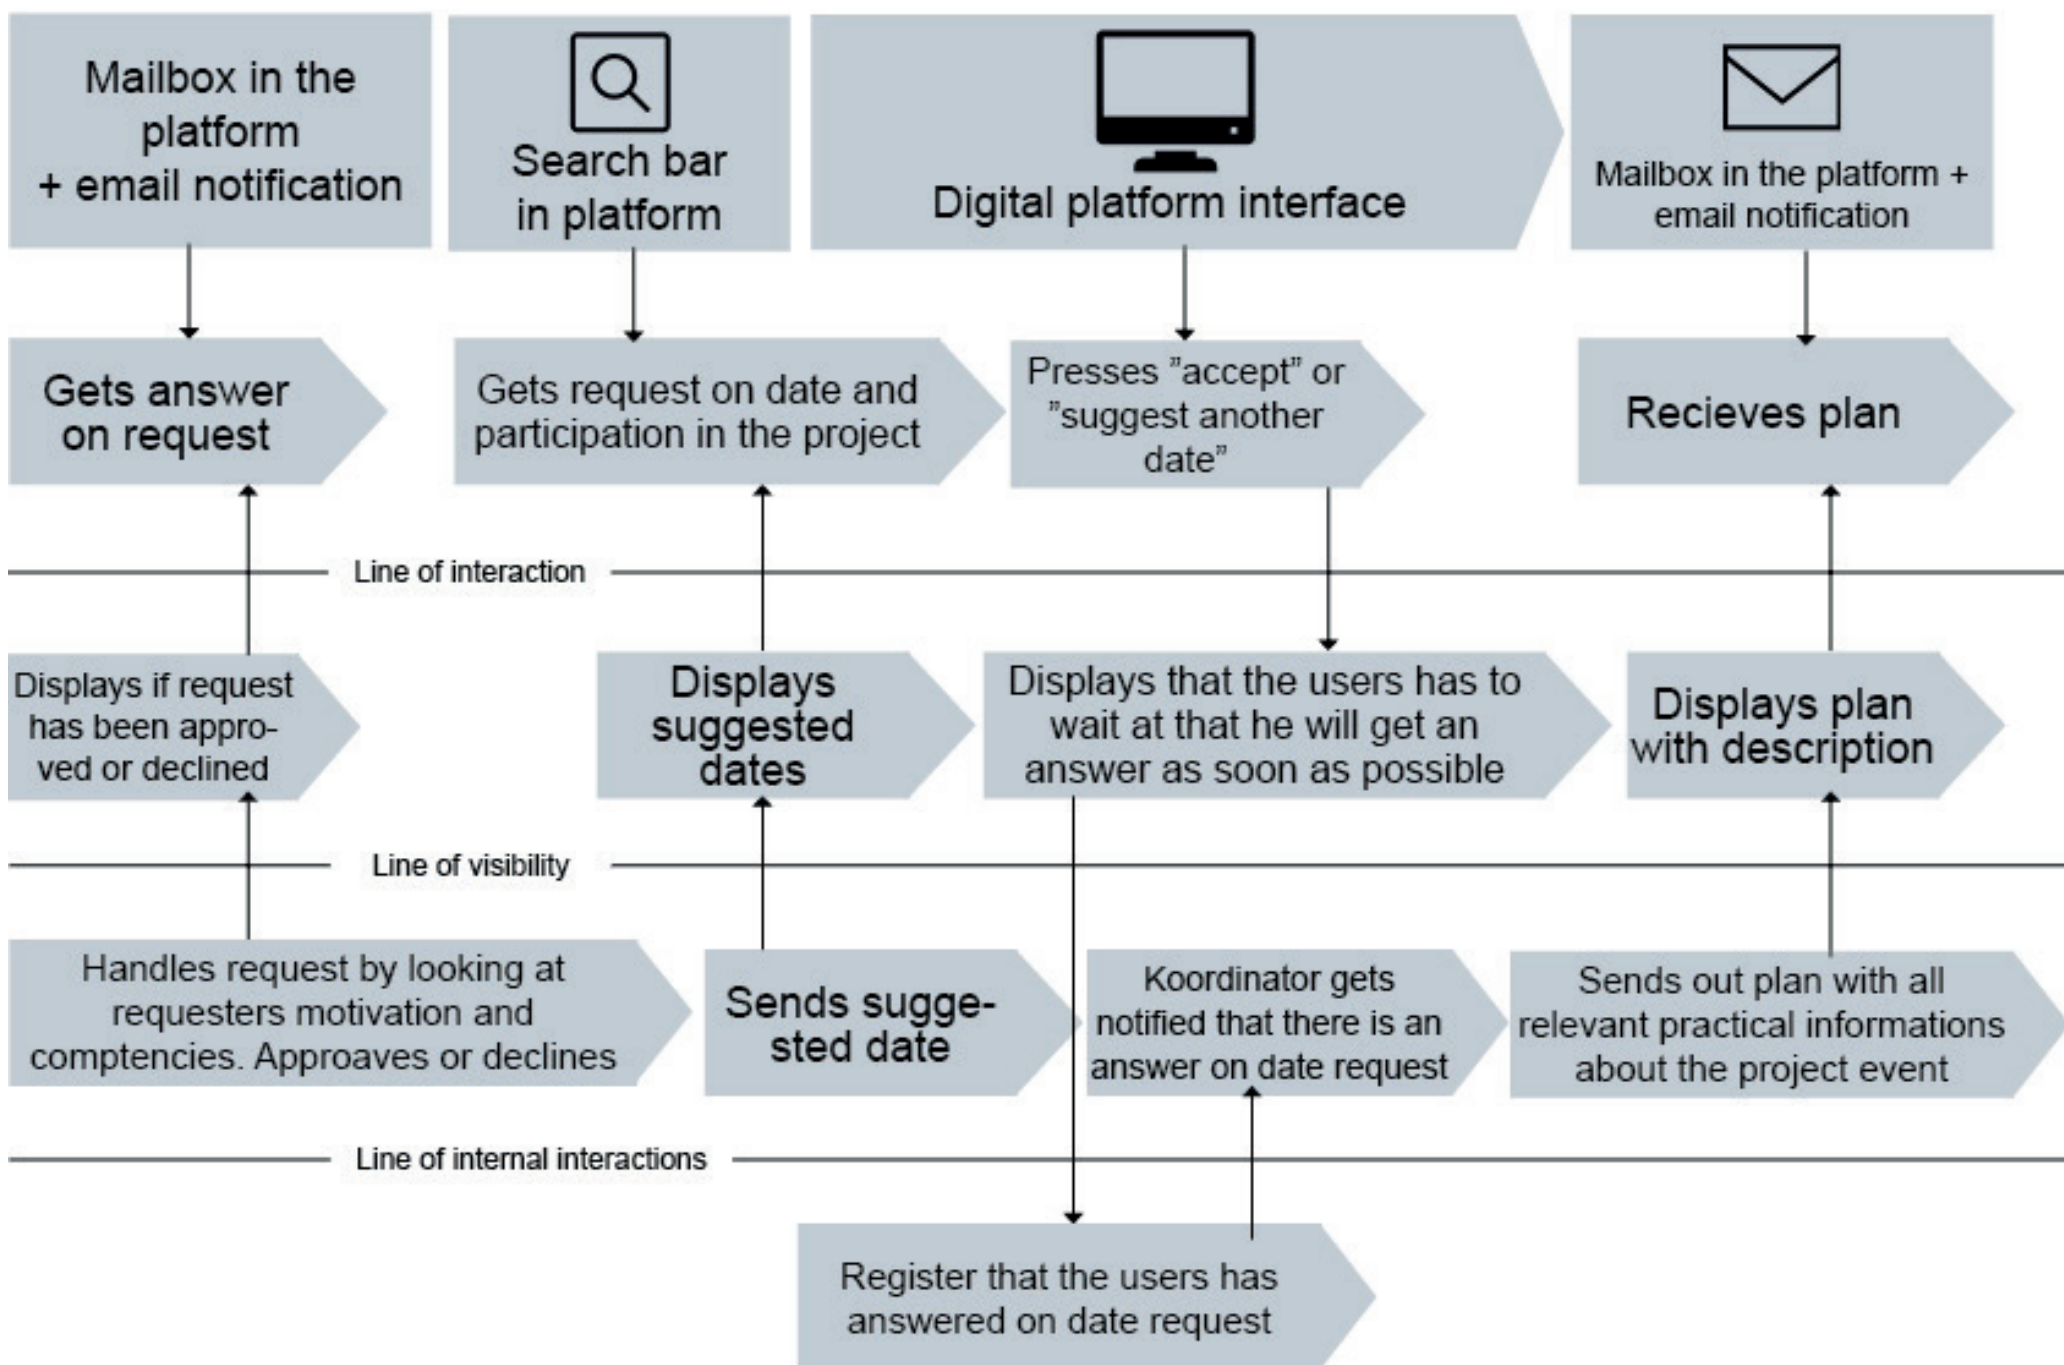 Mailbox in the
platform
+ email notification
Search bar
in platform
Digital platform interface
Mailbox in the platform +
email notification
Gets answer
on request
Gets request on date and
participation in the project
Presses ”accept” or
”suggest another
date”
Recieves plan
Line of interaction
Displays if request
has been appro-
ved or declined
Displays
suggested
dates
Displays that the users has to
wait at that he will get an
answer as soon as possible
Displays plan
with description
Line of visibility
Handles request by looking at
requesters motivation and
comptencies. Approaves or declines
Sends sugge-
sted date
Koordinator gets
notified that there is an
answer on date request
Sends out plan with all
relevant practical informations
about the project event
Line of internal interactions
Register that the users has
answered on date request